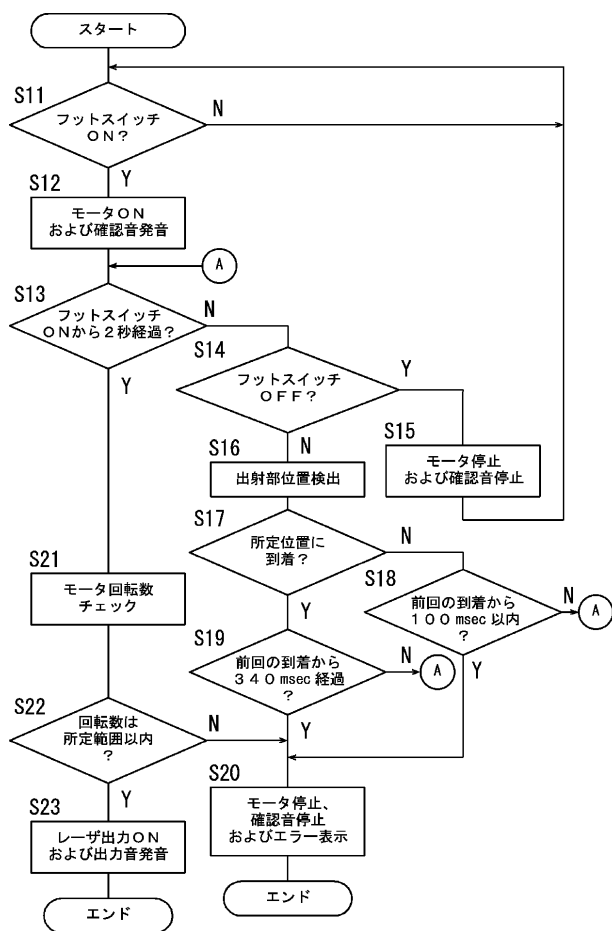 スタート
S11
フットスイッチ
ON?
N
Y
S12
モータON
および確認音発音
A
S13
フットスイッチ
ONから2秒経過?
N
Y
S14
フットスイッチ
OFF?
Y
N
S15
モータ停止
および確認音停止
S16
出射部位置検出
S17
所定位置に
到着?
N
Y
S18
前回の到着から
100msec以内
?
N
A
Y
S19
前回の到着から
340msec経過
?
N
A
Y
S21
モータ回転数
チェック
S22
回転数は
所定範囲以内
?
N
Y
S20
モータ停止、
確認音停止
およびエラー表示
エンド
S23
レーザ出力ON
および出力音発音
エンド